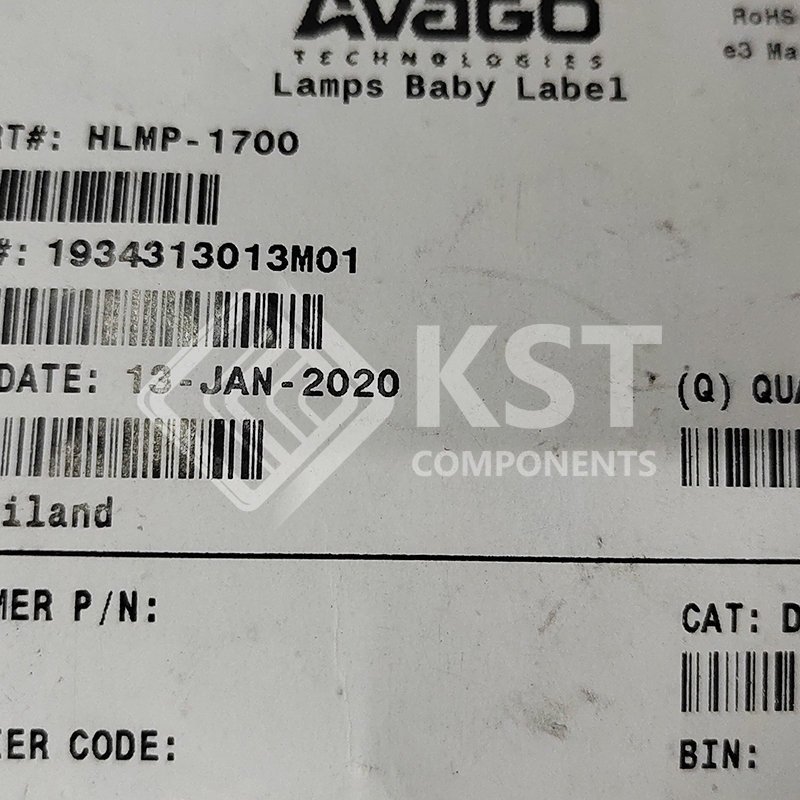 AVAGO
TECHNOLOGIES
Lamps Baby Label
RoHS
e3 Ma
RT#: HLMP-1700
#: 1934313013M01
DATE: 13-JAN-2020
(Q) QUA
KST
COMPONENTS
iland
MER P/N:
CAT: D
IER CODE:
BIN: